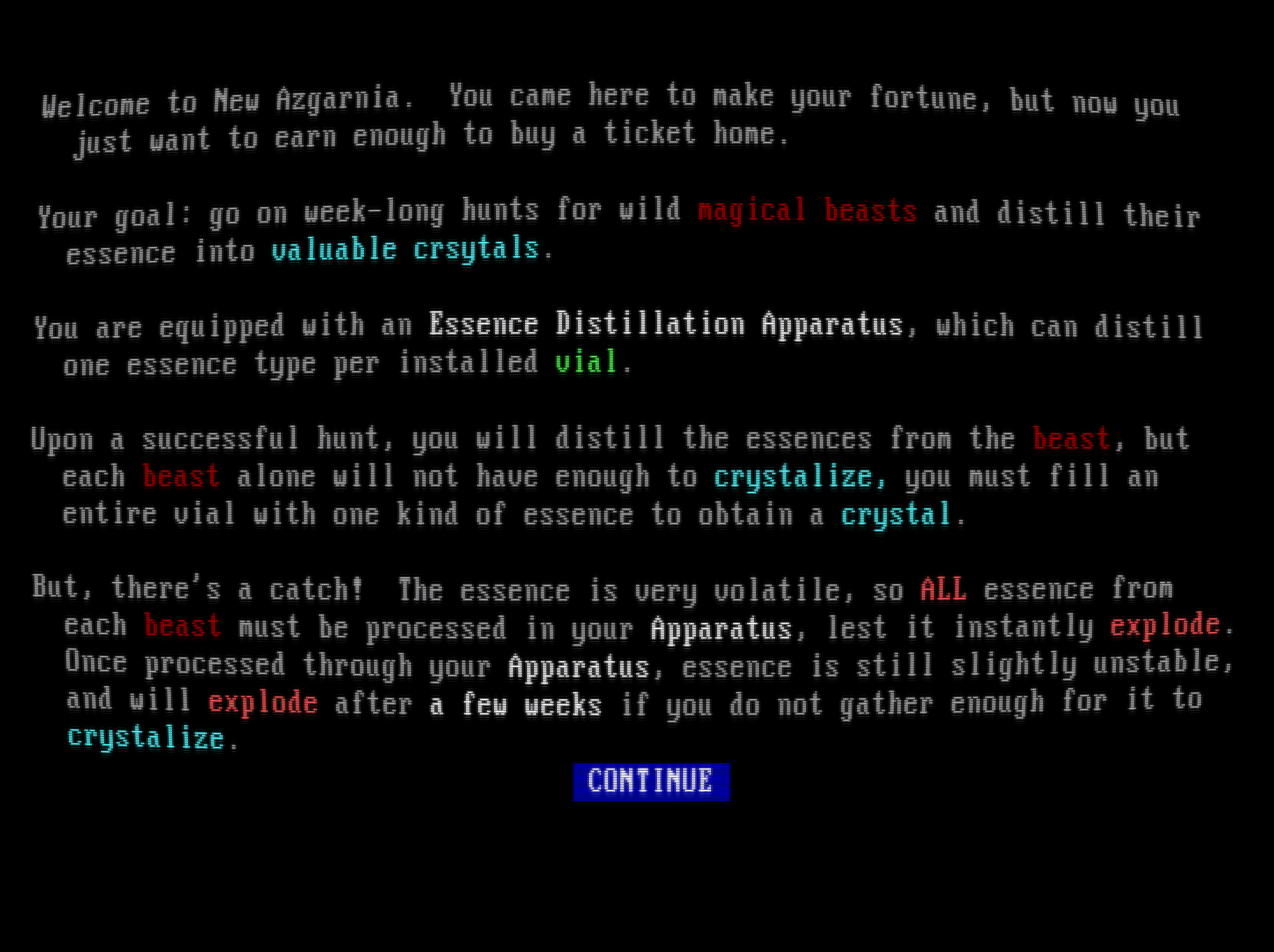 Welcome to New Azgarnia.  You came here to make your fortune, but now you
just want to earn enough to buy a ticket home.
Your goal: go on week-long hunts for wild magical beasts and distill their
essence into valuable crsytals.
You are equipped with an Essence Distillation Apparatus, which can distill
one essence type per installed vial.
Upon a successful hunt, you will distill the essences from the beast, but
each beast alone will not have enough to crystalize, you must fill an
entire vial with one kind of essence to obtain a crystal.
But, there's a catch!  The essence is very volatile, so ALL essence from
each beast must be processed in your Apparatus, lest it instantly explode.
Once processed through your Apparatus, essence is still slightly unstable,
and will explode after a few weeks if you do not gather enough for it to
crystalize.
CONTINUE